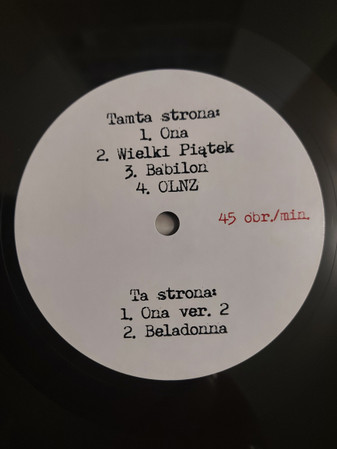 Tamta strona:
1. Ona
2. Wielki Piątek
3. Babilon
4. OLNZ
45 obr./min.
Ta strona:
1. Ona ver. 2
2. Beladonna